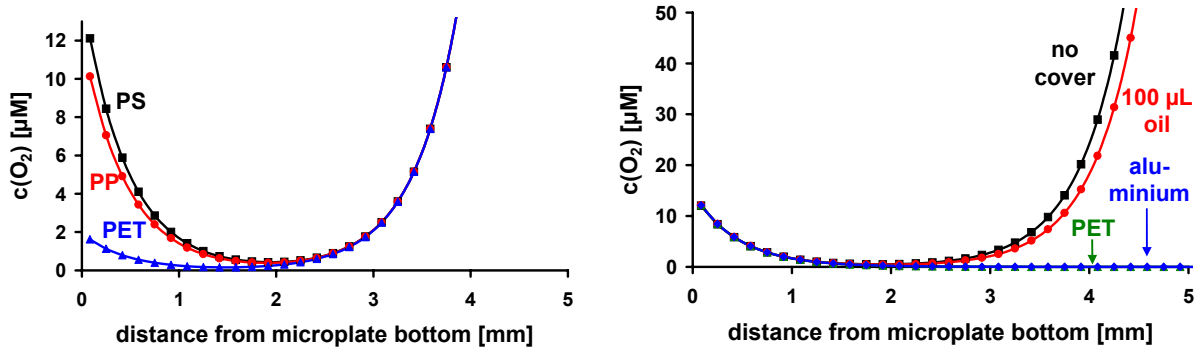 c(O₂) [µM]
14
12
10
8
6
4
2
0
PS
PP
PET
0
1
2
3
4
5
distance from microplate bottom [mm]
c(O₂) [µM]
50
40
30
20
10
0
no
cover
100 µL
oil
alu-
minium
PET
0
1
2
3
4
5
distance from microplate bottom [mm]